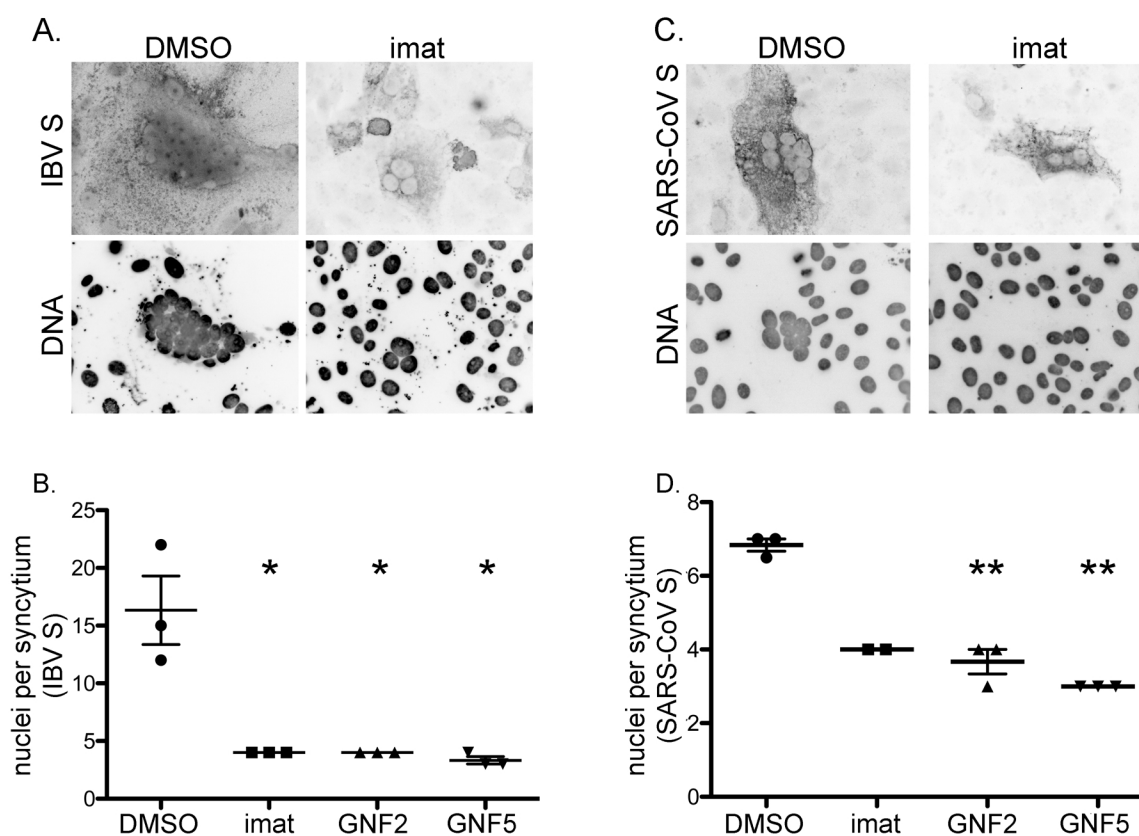 A.
DMSO imat
IBV S
DNA
C.
DMSO imat
SARS-CoV S
DNA
B.
nuclei per syncytium
(IBV S)
25
20
15
10
5
0
* * *
DMSO imat GNF2 GNF5
D.
nuclei per syncytium
(SARS-CoV S)
8
6
4
2
0
** **
DMSO imat GNF2 GNF5